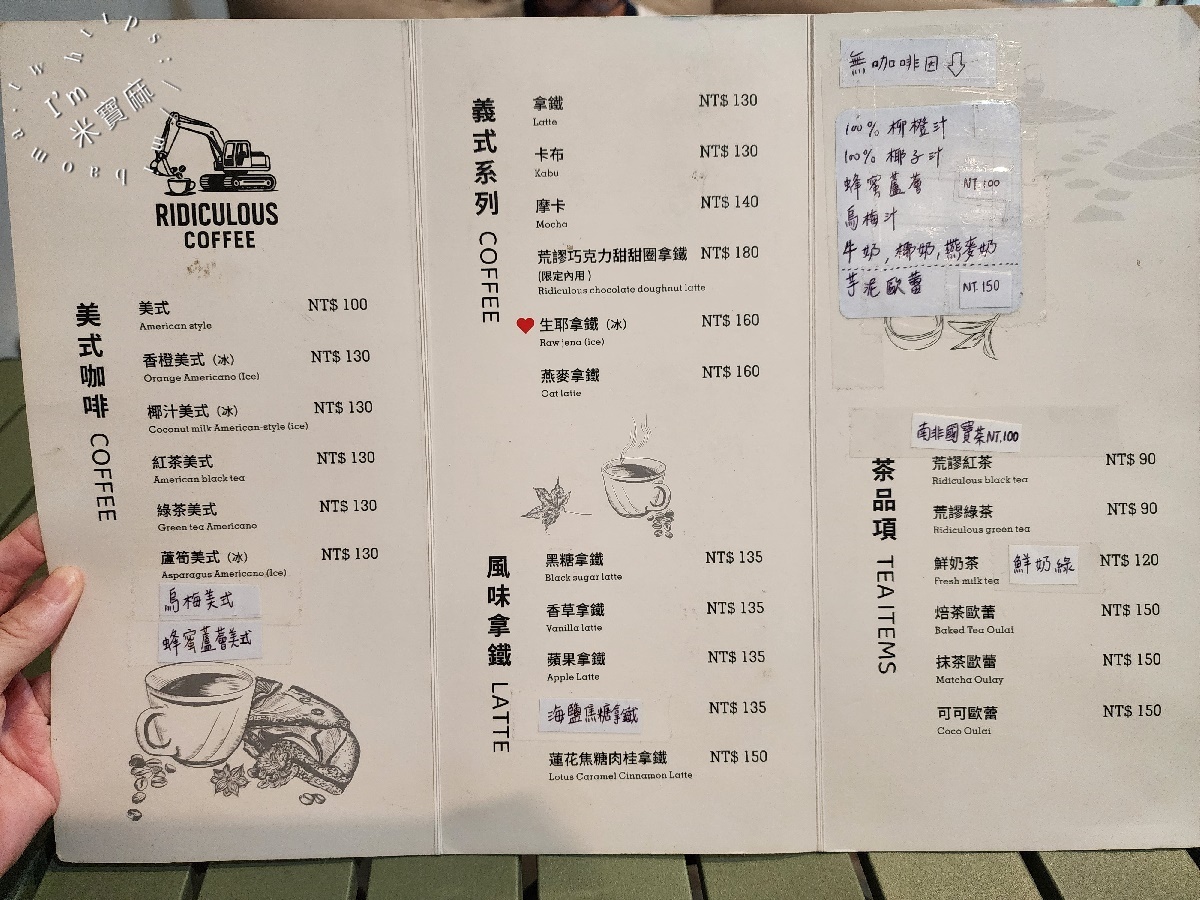 a·twhips:
I'm
米寶麻
mamaoeb
RIDICULOUS
COFFEE
美式咖啡 COFFEE
美式 NT$ 100
American style
香橙美式（冰） NT$ 130
Orange Americano (Ice)
椰汁美式（冰） NT$ 130
Coconut milk American-style (ice)
紅茶美式 NT$ 130
American black tea
綠茶美式 NT$ 130
Green tea Americano
蘆筍美式（冰） NT$ 130
Asparagus Americano (Ice)
烏梅美式
蜂蜜蘆薈美式
義式系列 COFFEE
拿鐵 NT$ 130
Latte
卡布 NT$ 130
Kabu
摩卡 NT$ 140
Mocha
荒謬巧克力甜甜圈拿鐵 NT$ 180
(限定內用)
Ridiculous chocolate doughnut latte
生耶拿鐵（冰） NT$ 160
Raw jena (ice)
燕麥拿鐵 NT$ 160
Oat latte
風味拿鐵 LATTE
黑糖拿鐵 NT$ 135
Black sugar latte
香草拿鐵 NT$ 135
Vanilla latte
蘋果拿鐵 NT$ 135
Apple Latte
海鹽焦糖拿鐵 NT$ 135
蓮花焦糖肉桂拿鐵 NT$ 150
Lotus Caramel Cinnamon Latte
無咖啡因
100% 柳橙汁
100% 椰子汁
蜂蜜蘆薈 NT.100
烏梅汁
牛奶,椰奶,燕麥奶
芋泥歐蕾 NT.150
茶品項 TEA ITEMS
南非國寶茶NT.100
荒謬紅茶 NT$ 90
Ridiculous black tea
荒謬綠茶 NT$ 90
Ridiculous green tea
鮮奶茶 鮮奶綠 NT$ 120
Fresh milk tea
焙茶歐蕾 NT$ 150
Baked Tea Oulai
抹茶歐蕾 NT$ 150
Matcha Oulay
可可歐蕾 NT$ 150
Coco Oulai